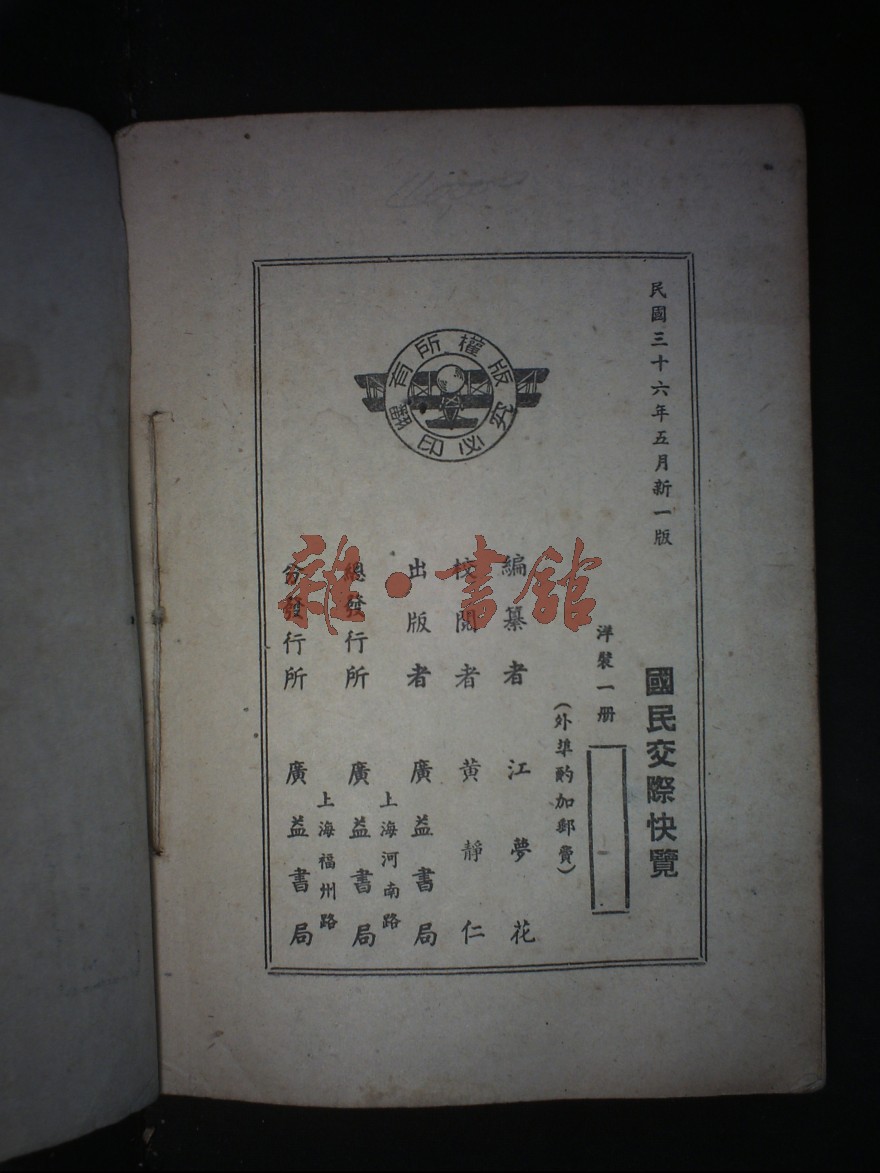 民國三十六年五月新一版
國民交際快覽
洋裝一册
(外埠酌加郵費)
編纂者 江夢花
校閱者 黃靜仁
出版者 廣益書局
上海河南路
總發行所 廣益書局
上海福州路
分發行所 廣益書局
版權所有
翻印必究
雜·書館